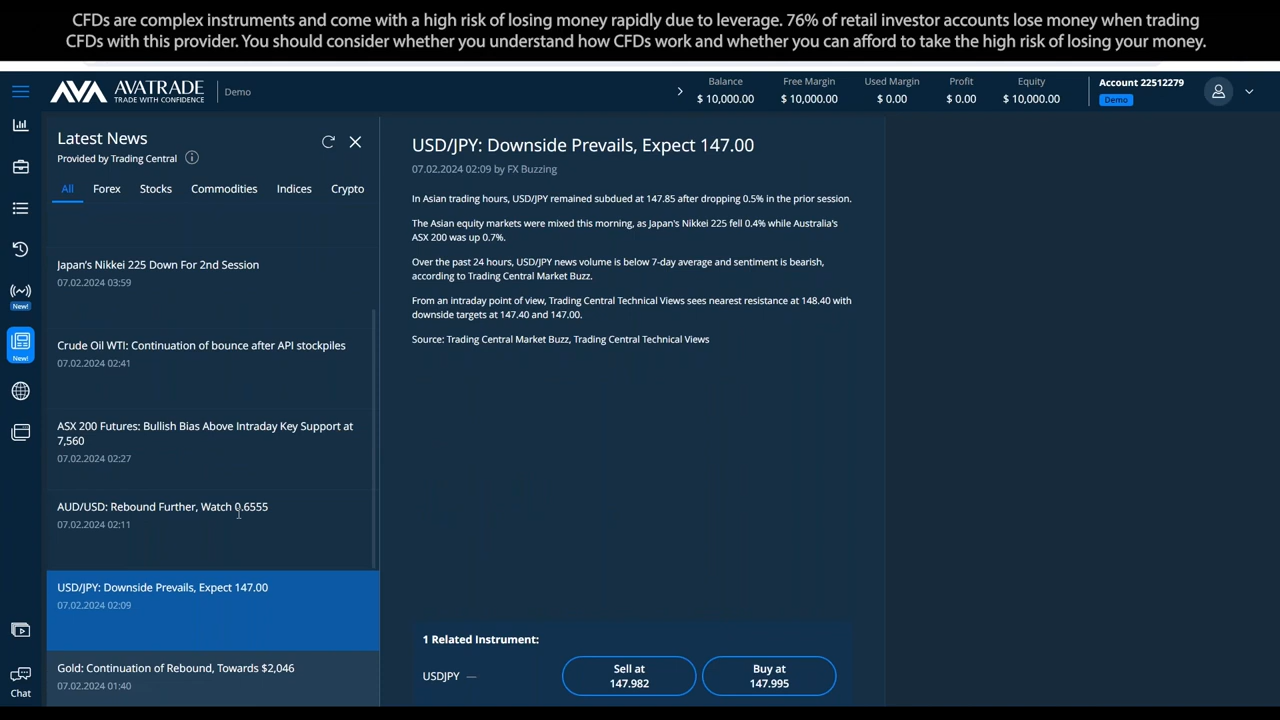 CFDs are complex instruments and come with a high risk of losing money rapidly due to leverage. 76% of retail investor accounts lose money when trading
CFDs with this provider. You should consider whether you understand how CFDs work and whether you can afford to take the high risk of losing your money.
AVA AVATRADE
TRADE WITH CONFIDENCE
Demo
Balance
$ 10,000.00
Free Margin
$ 10,000.00
Used Margin
$ 0.00
Profit
$ 0.00
Equity
$ 10,000.00
Account 22512279
Demo
Latest News
Provided by Trading Central
All Forex Stocks Commodities Indices Crypto
Japan's Nikkei 225 Down For 2nd Session
07.02.2024 03:59
Crude Oil WTI: Continuation of bounce after API stockpiles
07.02.2024 02:41
ASX 200 Futures: Bullish Bias Above Intraday Key Support at
7,560
07.02.2024 02:27
AUD/USD: Rebound Further, Watch 0.6555
07.02.2024 02:11
USD/JPY: Downside Prevails, Expect 147.00
07.02.2024 02:09
Gold: Continuation of Rebound, Towards $2,046
07.02.2024 01:40
New!
New!
Chat
USD/JPY: Downside Prevails, Expect 147.00
07.02.2024 02:09 by FX Buzzing
In Asian trading hours, USD/JPY remained subdued at 147.85 after dropping 0.5% in the prior session.
The Asian equity markets were mixed this morning, as Japan's Nikkei 225 fell 0.4% while Australia's
ASX 200 was up 0.7%.
Over the past 24 hours, USD/JPY news volume is below 7-day average and sentiment is bearish,
according to Trading Central Market Buzz.
From an intraday point of view, Trading Central Technical Views sees nearest resistance at 148.40 with
downside targets at 147.40 and 147.00.
Source: Trading Central Market Buzz, Trading Central Technical Views
1 Related Instrument:
USDJPY —
Sell at
147.982
Buy at
147.995